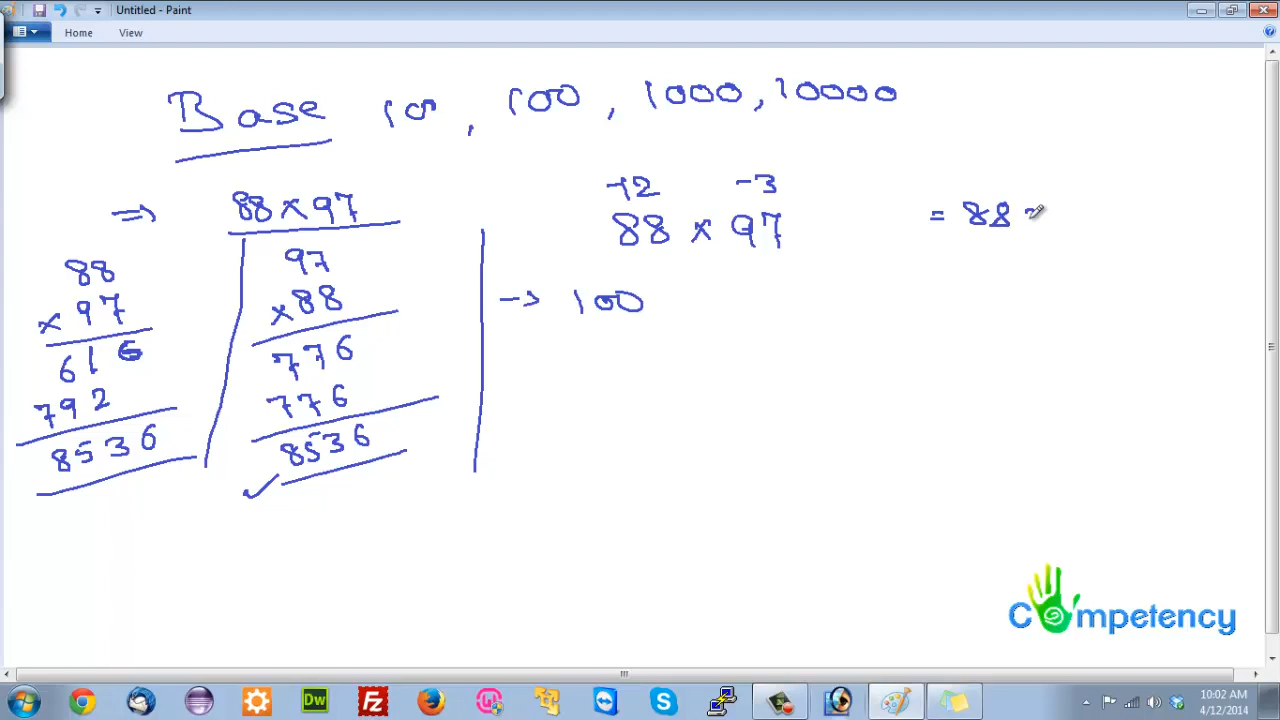 Untitled - Paint
Home View
Base 10, 100, 1000, 10000
⇒ 88 × 97
88
× 97
616
792
8536
97
× 88
776
776
8536
✓
-12 -3
88 × 97
→ 100
= 88 -
Competency
10:02 AM
4/12/2014
Dw